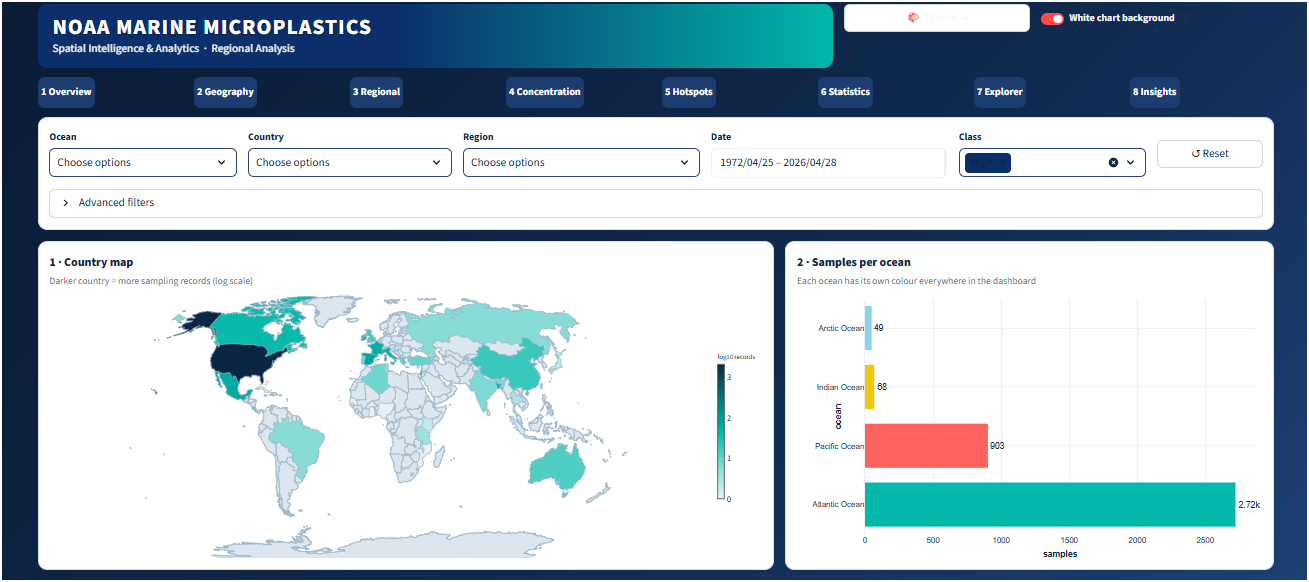 NOAA MARINE MICROPLASTICS
Spatial Intelligence & Analytics · Regional Analysis
Theme
White chart background
1 Overview
2 Geography
3 Regional
4 Concentration
5 Hotspots
6 Statistics
7 Explorer
8 Insights
Ocean
Country
Region
Date
Class
Choose options
Choose options
Choose options
1972/04/25 – 2026/04/28
High
↺ Reset
Advanced filters
1 · Country map
Darker country = more sampling records (log scale)
log10 records
3
2
1
0
2 · Samples per ocean
Each ocean has its own colour everywhere in the dashboard
ocean
Arctic Ocean
49
Indian Ocean
68
Pacific Ocean
903
Atlantic Ocean
2.72k
0
500
1000
1500
2000
2500
samples